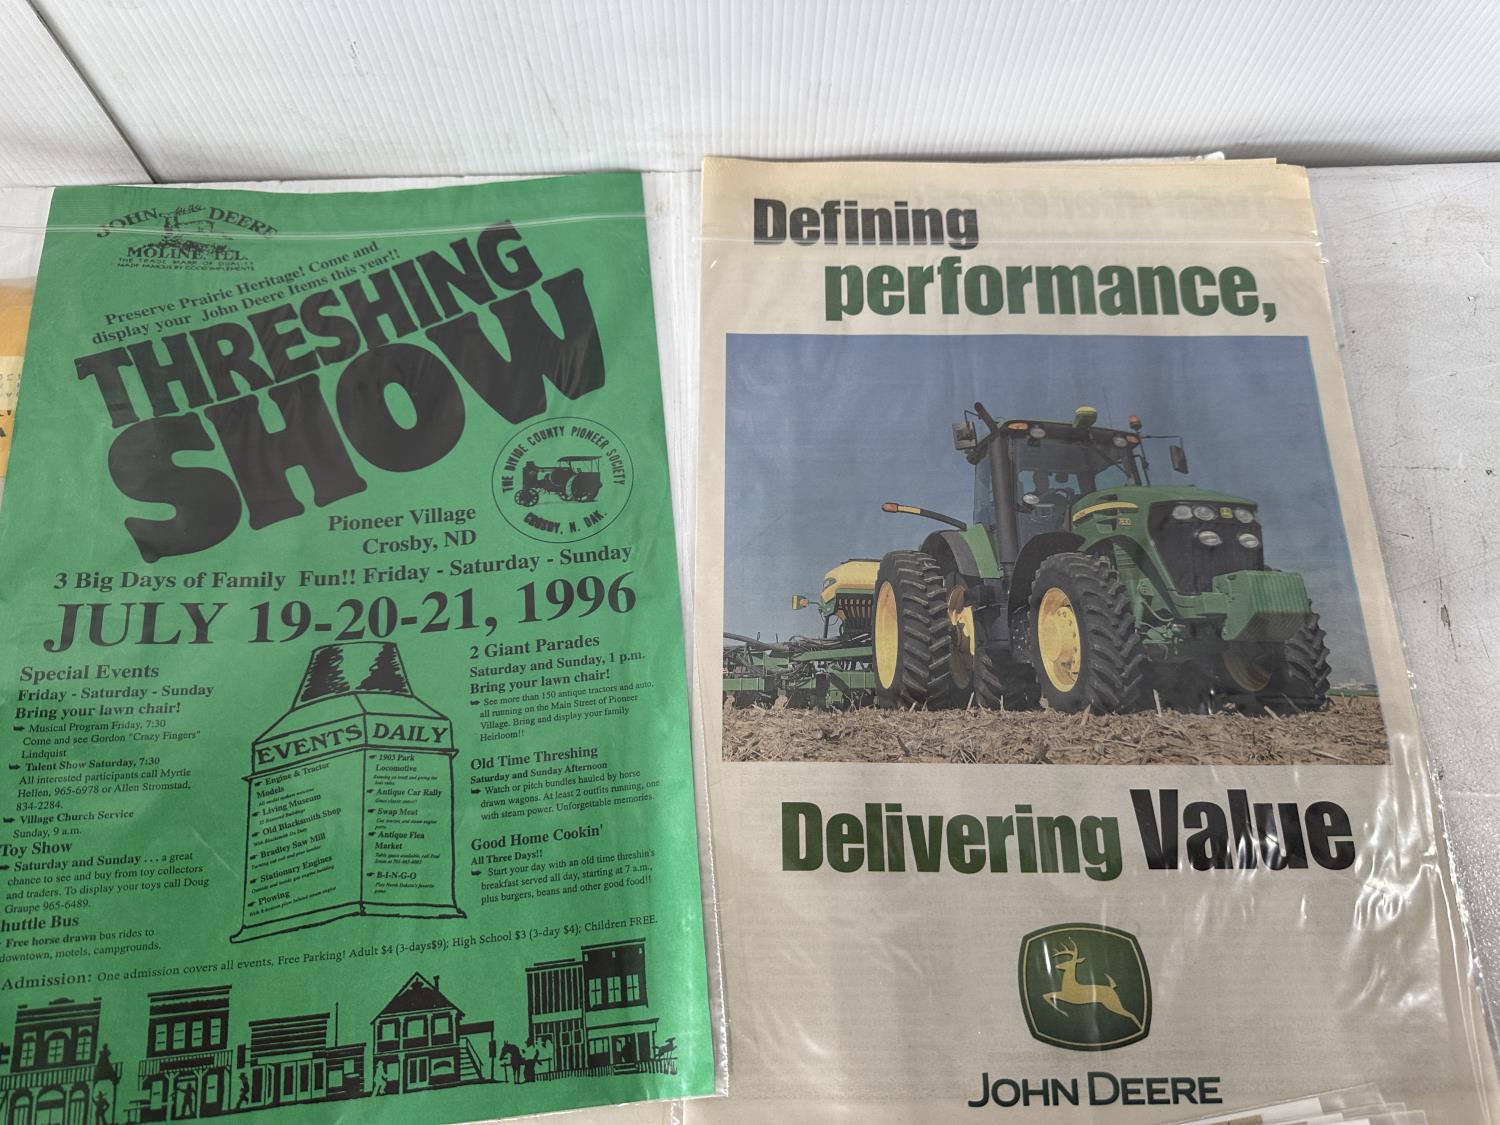 JOHN DEERE
MOLINE, ILL.
THE TRADE MARK OF QUALITY
MADE FAMOUS BY GOOD IMPLEMENTS
Preserve Prairie Heritage! Come and
display your John Deere Items this year!!
THRESHING
SHOW
THE DIVIDE COUNTY PIONEER SOCIETY
CROSBY, N. DAK.
Pioneer Village
Crosby, ND
3 Big Days of Family Fun!! Friday - Saturday - Sunday
JULY 19-20-21, 1996
Special Events
Friday - Saturday - Sunday
Bring your lawn chair!
Musical Program Friday, 7:30
Come and see Gordon "Crazy Fingers"
Lindquist
Talent Show Saturday, 7:30
All interested participants call Myrtle
Hellen, 965-6978 or Allen Stromstad,
834-2284.
Village Church Service
Sunday, 9 a.m.
Toy Show
Saturday and Sunday . . . a great
chance to see and buy from toy collectors
and traders. To display your toys call Doug
Graupe 965-6489.
huttle Bus
Free horse drawn bus rides to
downtown, motels, campgrounds.
EVENTS DAILY
Engine & Tractor
Models
Living Museum
Old Blacksmith Shop
Bradley Saw Mill
Stationary Engines
Plowing
1903 Park
Locomotive
Antique Car Rally
Swap Meat
Antique Flea
Market
B-I-N-G-O
2 Giant Parades
Saturday and Sunday, 1 p.m.
Bring your lawn chair!
See more than 150 antique tractors and auto,
all running on the Main Street of Pioneer
Village. Bring and display your family
Heirloom!!
Old Time Threshing
Saturday and Sunday Afternoon
Watch or pitch bundles hauled by horse
drawn wagons. At least 2 outfits running, one
with steam power. Unforgettable memories.
Good Home Cookin'
All Three Days!!
Start your day with an old time threshin's
breakfast served all day, starting at 7 a.m.,
plus burgers, beans and other good food!!
Admission: One admission covers all events, Free Parking! Adult $4 (3-days$9); High School $3 (3-day $4); Children FREE.
Defining
performance,
Delivering Value
JOHN DEERE